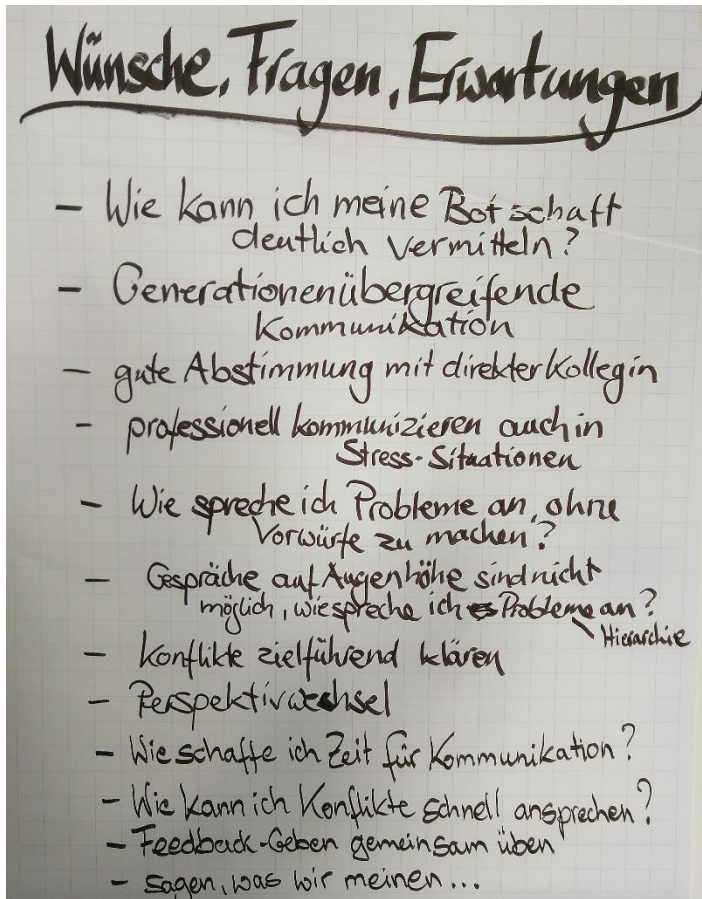 Wünsche, Fragen, Erwartungen
- Wie kann ich meine Botschaft
deutlich vermitteln?
- Generationenübergreifende
Kommunikation
- gute Abstimmung mit direkter Kollegin
- professionell kommunizieren auch in
Stress-Situationen
- Wie spreche ich Probleme an, ohne
Vorwürfe zu machen?
- Gespräche auf Augenhöhe sind nicht
möglich, wie spreche ich Probleme an?
Hierarchie
- Konflikte zielführend klären
- Perspektivwechsel
- Wie schaffe ich Zeit für Kommunikation?
- Wie kann ich Konflikte schnell ansprechen?
- Feedback-Geben gemeinsam üben
- sagen, was wir meinen...